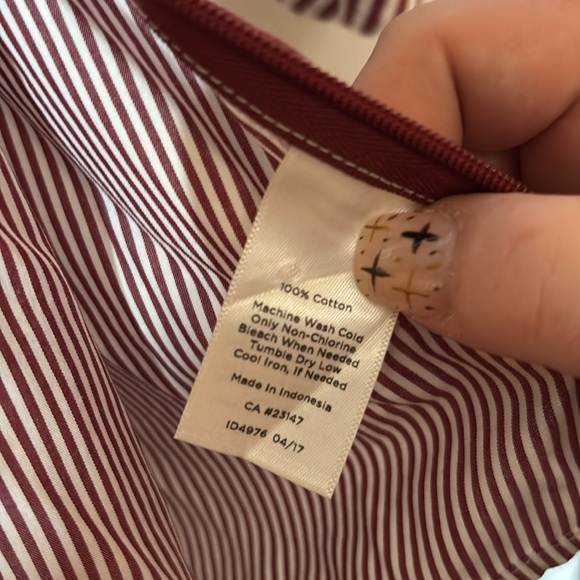 100% Cotton
Machine Wash Cold
Only Non-Chlorine
Bleach When Needed
Tumble Dry Low
Cool Iron, If Needed
Made In Indonesia
CA #23147
ID4976 04/17